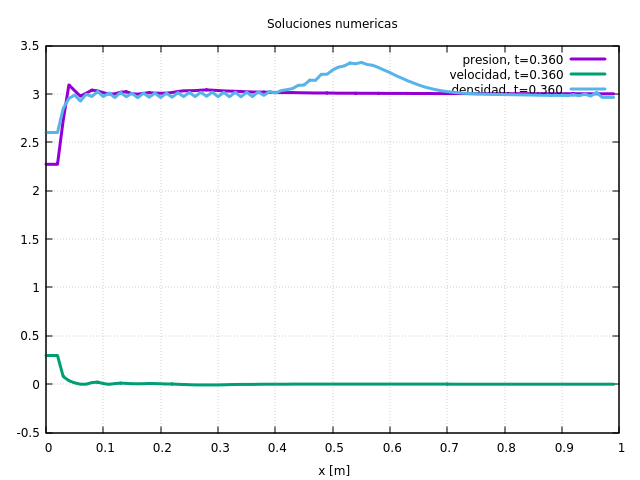 Soluciones numericas
presion, t=0.360
velocidad, t=0.360
densidad, t=0.360
3.5
3
2.5
2
1.5
1
0.5
0
-0.5
0 0.1 0.2 0.3 0.4 0.5 0.6 0.7 0.8 0.9 1
x [m]